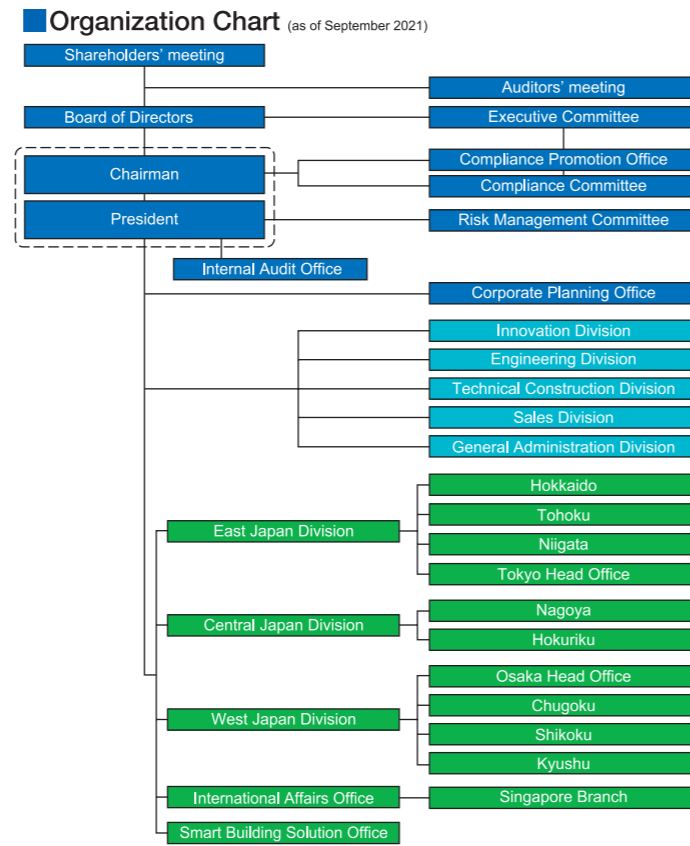 Organization Chart (as of September 2021)
Shareholders' meeting
Auditors' meeting
Board of Directors
Executive Committee
Chairman
Compliance Promotion Office
Compliance Committee
President
Risk Management Committee
Internal Audit Office
Corporate Planning Office
Innovation Division
Engineering Division
Technical Construction Division
Sales Division
General Administration Division
East Japan Division
Hokkaido
Tohoku
Niigata
Tokyo Head Office
Central Japan Division
Nagoya
Hokuriku
West Japan Division
Osaka Head Office
Chugoku
Shikoku
Kyushu
International Affairs Office
Singapore Branch
Smart Building Solution Office